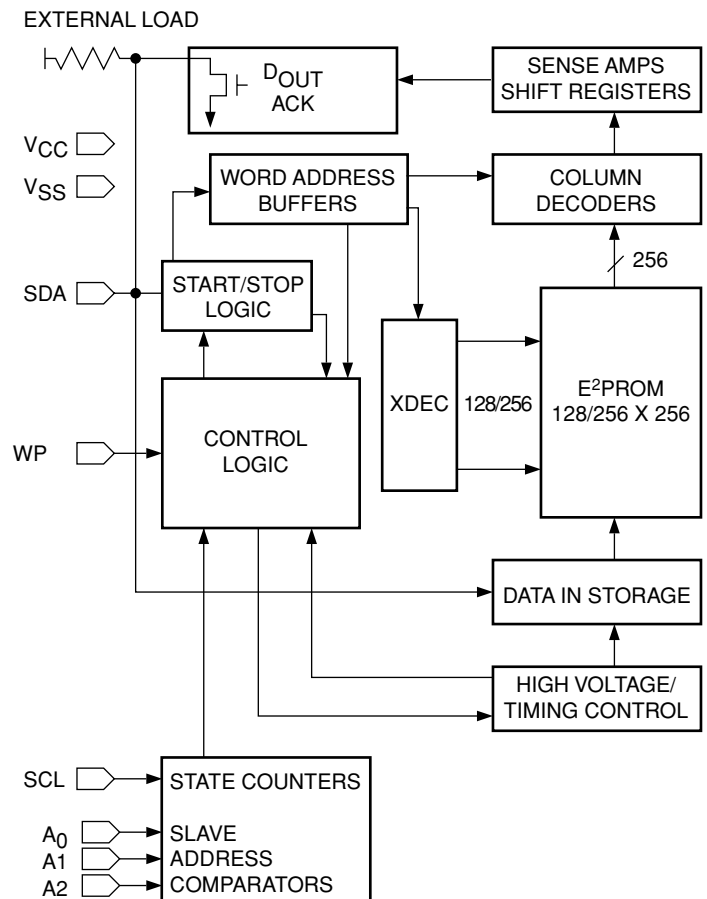 EXTERNAL LOAD
DOUT
ACK
SENSE AMPS
SHIFT REGISTERS
VCC
VSS
WORD ADDRESS
BUFFERS
COLUMN
DECODERS
256
SDA
START/STOP
LOGIC
XDEC
128/256
E²PROM
128/256 X 256
WP
CONTROL
LOGIC
DATA IN STORAGE
HIGH VOLTAGE/
TIMING CONTROL
SCL
STATE COUNTERS
A0
SLAVE
A1
ADDRESS
A2
COMPARATORS